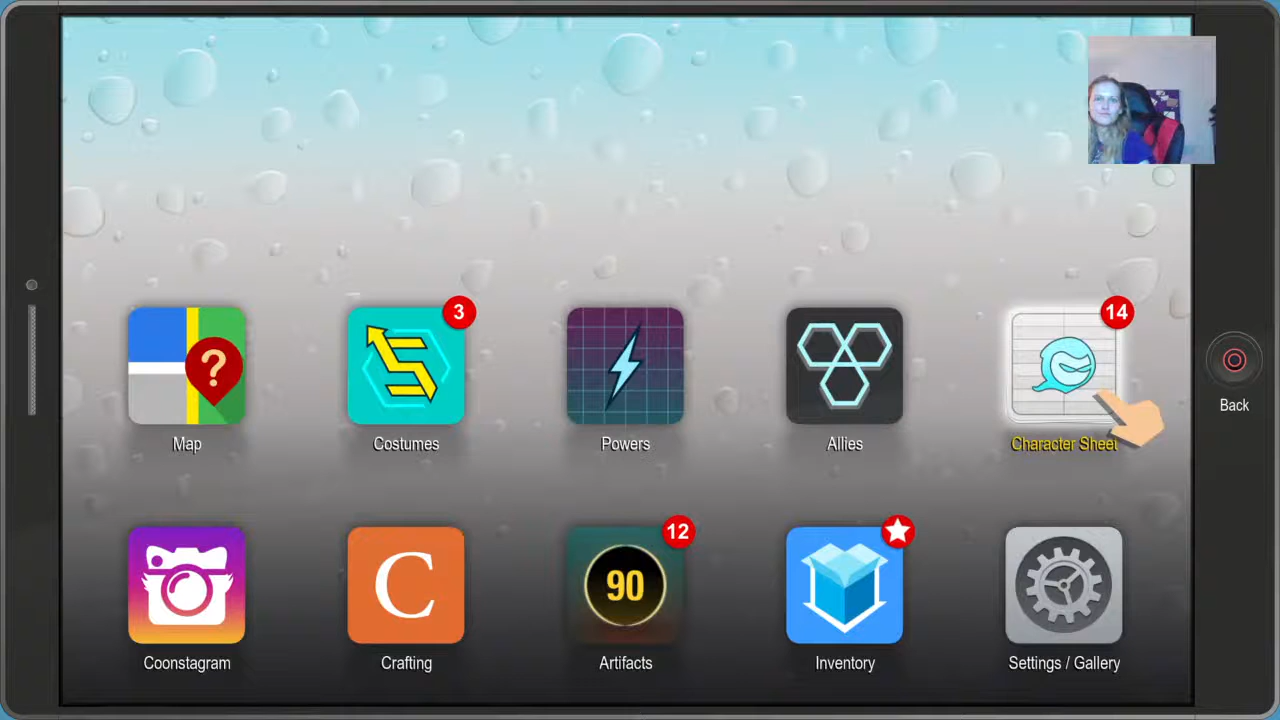 3
14
?
Map
Costumes
Powers
Allies
Character Sheet
Back
12
C
90
Coonstagram
Crafting
Artifacts
Inventory
Settings / Gallery